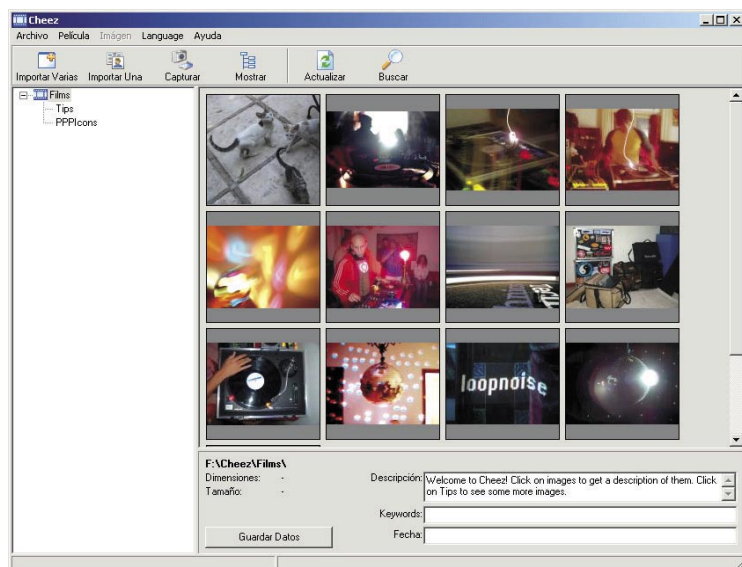 Cheez
Archivo Película Imágen Language Ayuda
Importar Varias Importar Una Capturar Mostrar Actualizar Buscar
Films
Tips
PPPIcons
loopnoise
F:\Cheez\Films\
Dimensiones: -
Tamaño: -
Descripción: Welcome to Cheez! Click on images to get a description of them. Click
on Tips to see some more images.
Keywords:
Guardar Datos
Fecha: